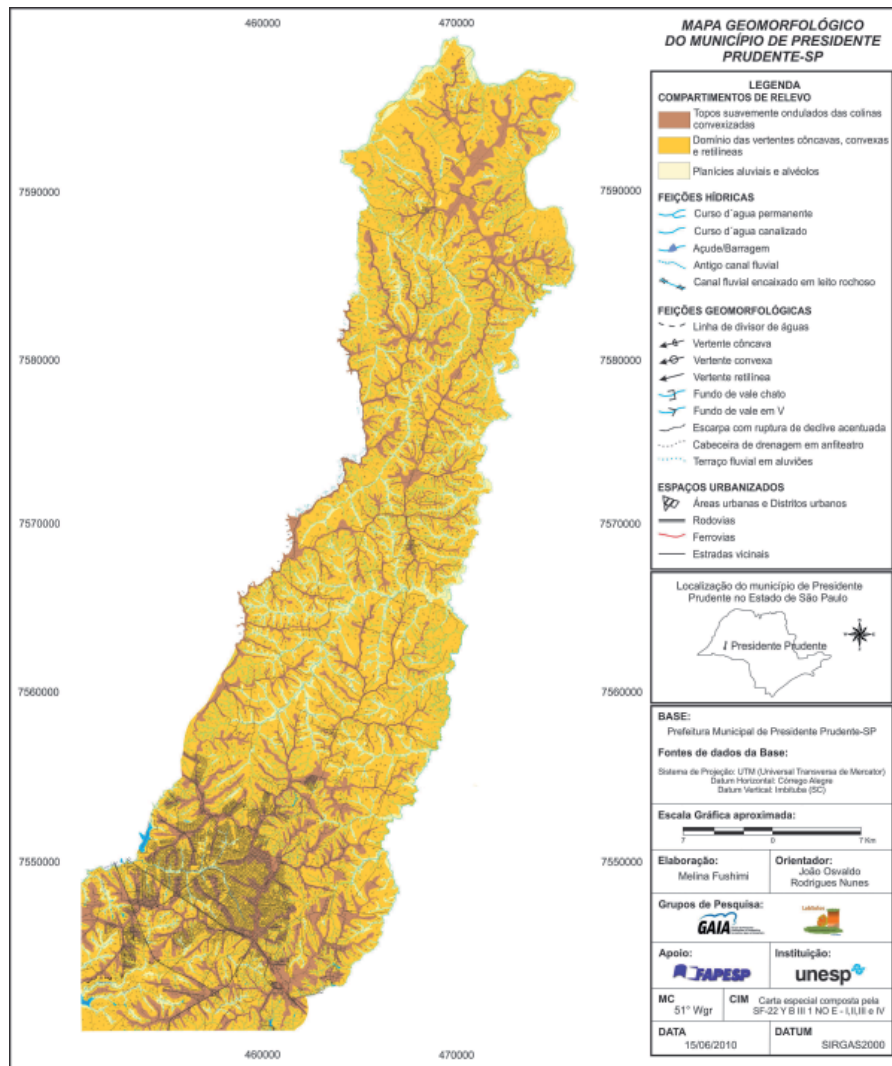 460000
470000
7590000
7590000
7580000
7580000
7570000
7570000
7560000
7560000
7550000
7550000
460000
470000
MAPA GEOMORFOLÓGICO
DO MUNICÍPIO DE PRESIDENTE
PRUDENTE-SP
LEGENDA
COMPARTIMENTOS DE RELEVO
Topos suavemente ondulados das colinas
convexizadas
Domínio das vertentes côncavas, convexas
e retilíneas
Planícies aluviais e alvéolos
FEIÇÕES HÍDRICAS
Curso d´agua permanente
Curso d´agua canalizado
Açude/Barragem
Antigo canal fluvial
Canal fluvial encaixado em leito rochoso
FEIÇÕES GEOMORFOLÓGICAS
Linha de divisor de águas
Vertente côncava
Vertente convexa
Vertente retilínea
Fundo de vale chato
Fundo de vale em V
Escarpa com ruptura de declive acentuada
Cabeceira de drenagem em anfiteatro
Terraço fluvial em aluviões
ESPAÇOS URBANIZADOS
Áreas urbanas e Distritos urbanos
Rodovias
Ferrovias
Estradas vicinais
Localização do município de Presidente
Prudente no Estado de São Paulo
Presidente Prudente
BASE:
Prefeitura Municipal de Presidente Prudente-SP
Fontes de dados da Base:
Sistema de Projeção: UTM (Universal Transversa de Mercator)
Datum Horizontal: Córrego Alegre
Datum Vertical: Imbituba (SC)
Escala Gráfica aproximada:
7 0 7 Km
Elaboração:
Melina Fushimi
Orientador:
João Osvaldo
Rodrigues Nunes
Grupos de Pesquisa:
GAIA
Apoio:
FAPESP
Instituição:
unesp
MC
51° Wgr
CIM Carta especial composta pela
SF-22 Y B III 1 NO E - I,II,III e IV
DATA
15/06/2010
DATUM
SIRGAS2000